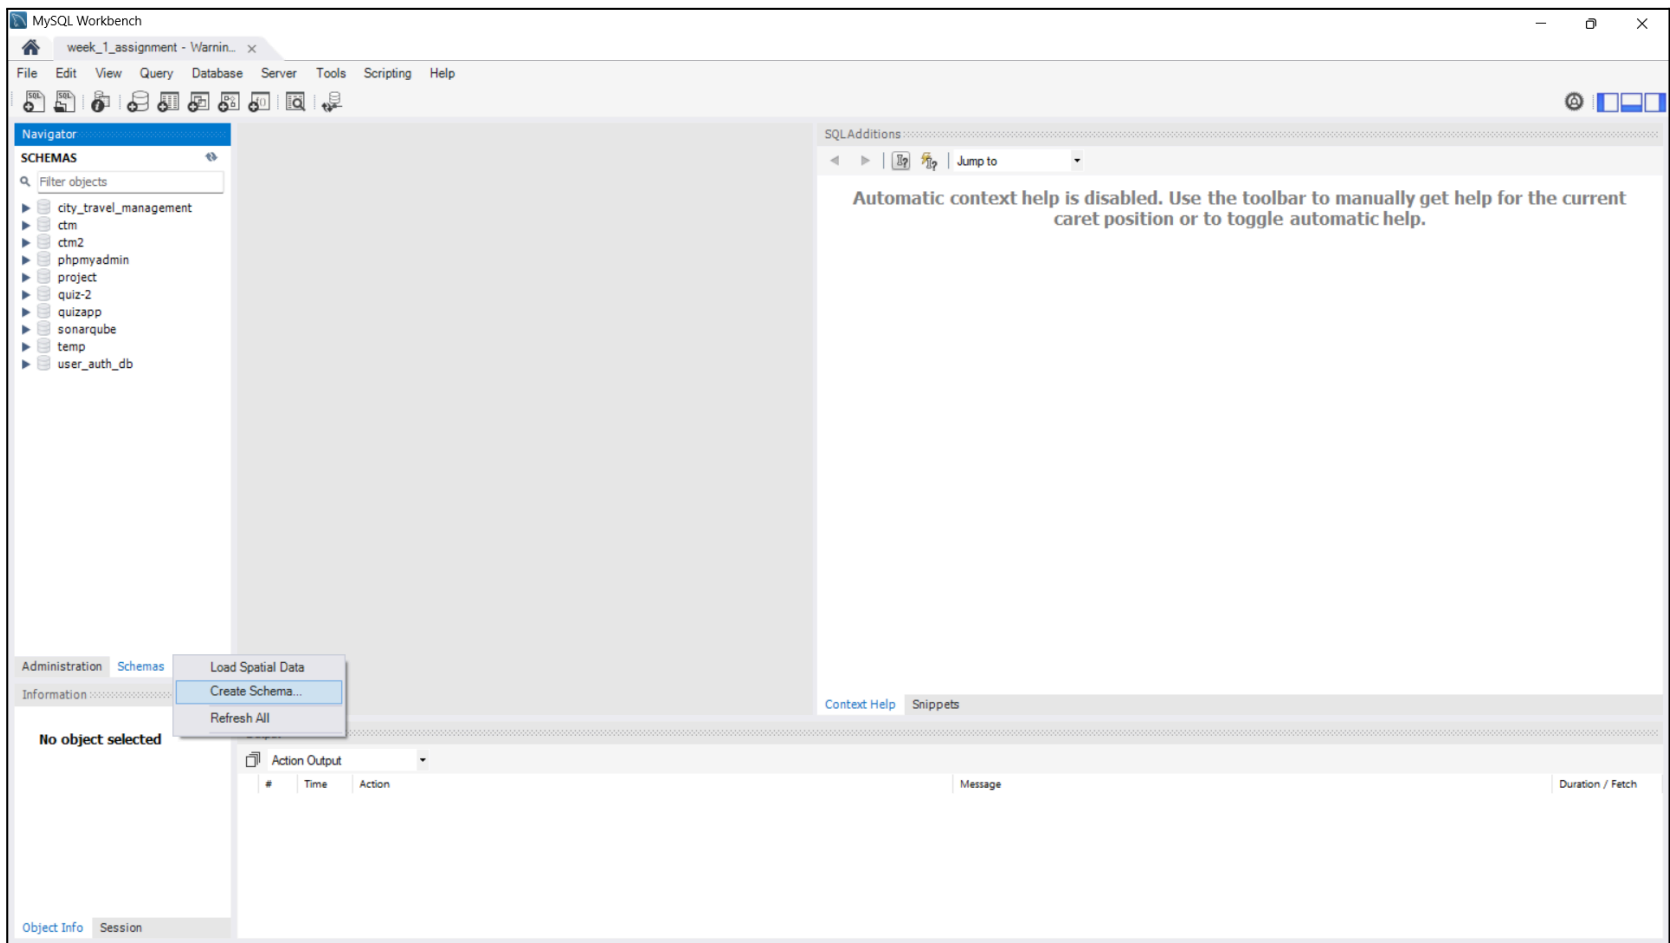 MySQL Workbench
week_1_assignment - Warnin...
File Edit View Query Database Server Tools Scripting Help
Navigator
SCHEMAS
Filter objects
city_travel_management
ctm
ctm2
phpmyadmin
project
quiz-2
quizapp
sonarqube
temp
user_auth_db
Administration Schemas
Load Spatial Data
Create Schema...
Refresh All
Information
No object selected
Object Info Session
SQLAdditions
Jump to
Automatic context help is disabled. Use the toolbar to manually get help for the current
caret position or to toggle automatic help.
Context Help Snippets
Action Output
# Time Action Message Duration / Fetch